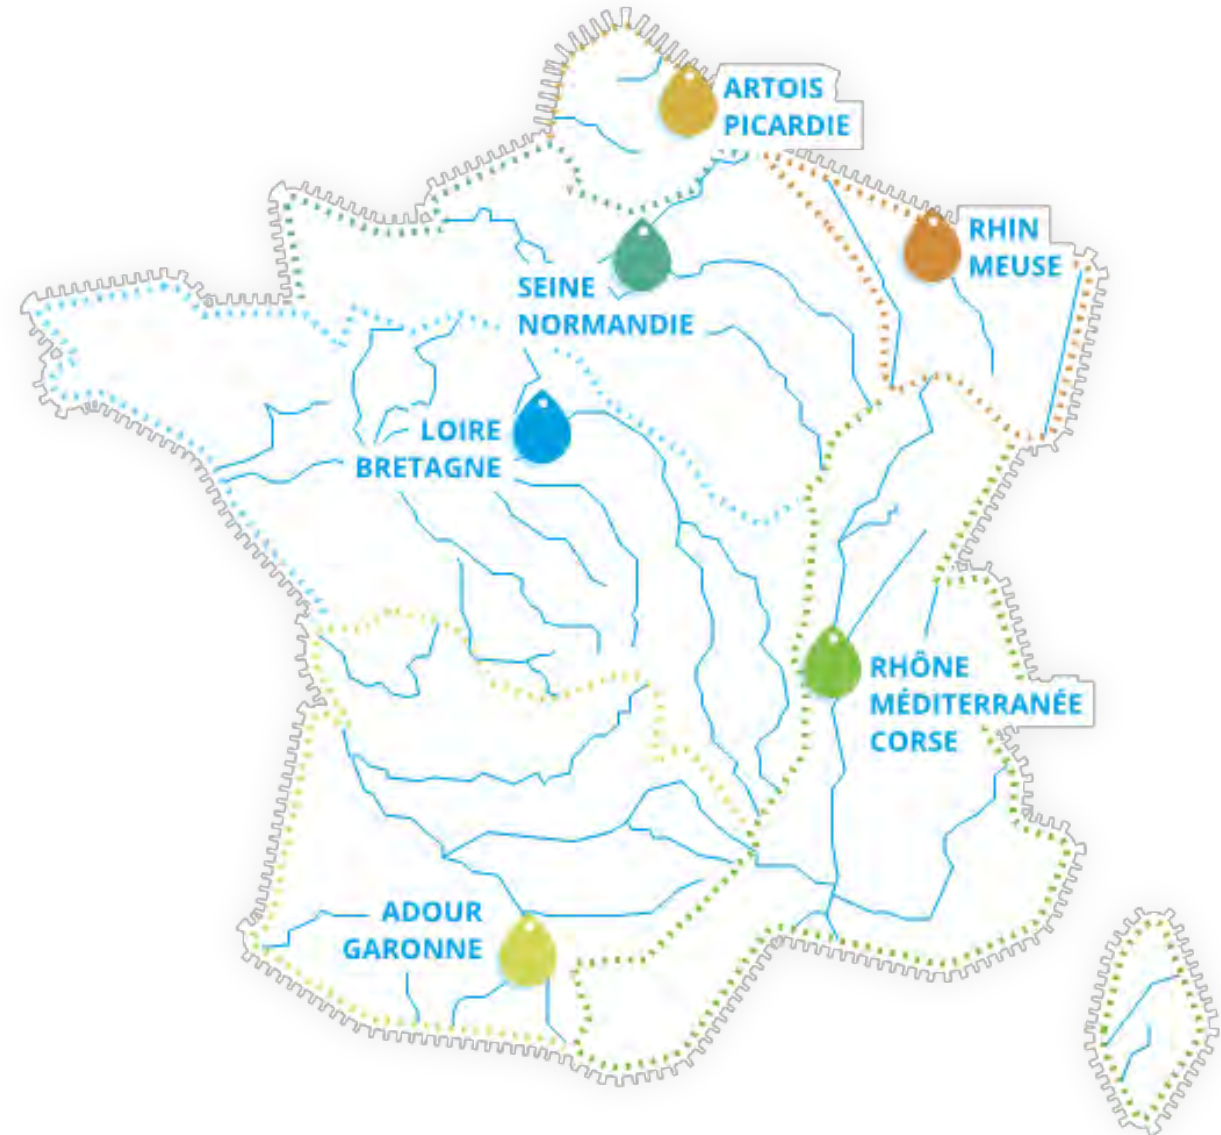 ARTOIS
PICARDIE
RHIN
MEUSE
SEINE
NORMANDIE
LOIRE
BRETAGNE
RHÔNE
MÉDITERRANÉE
CORSE
ADOUR
GARONNE